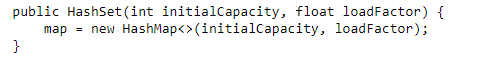 public HashSet(int initialCapacity, float loadFactor) {
    map = new HashMap<>(initialCapacity, loadFactor);
}